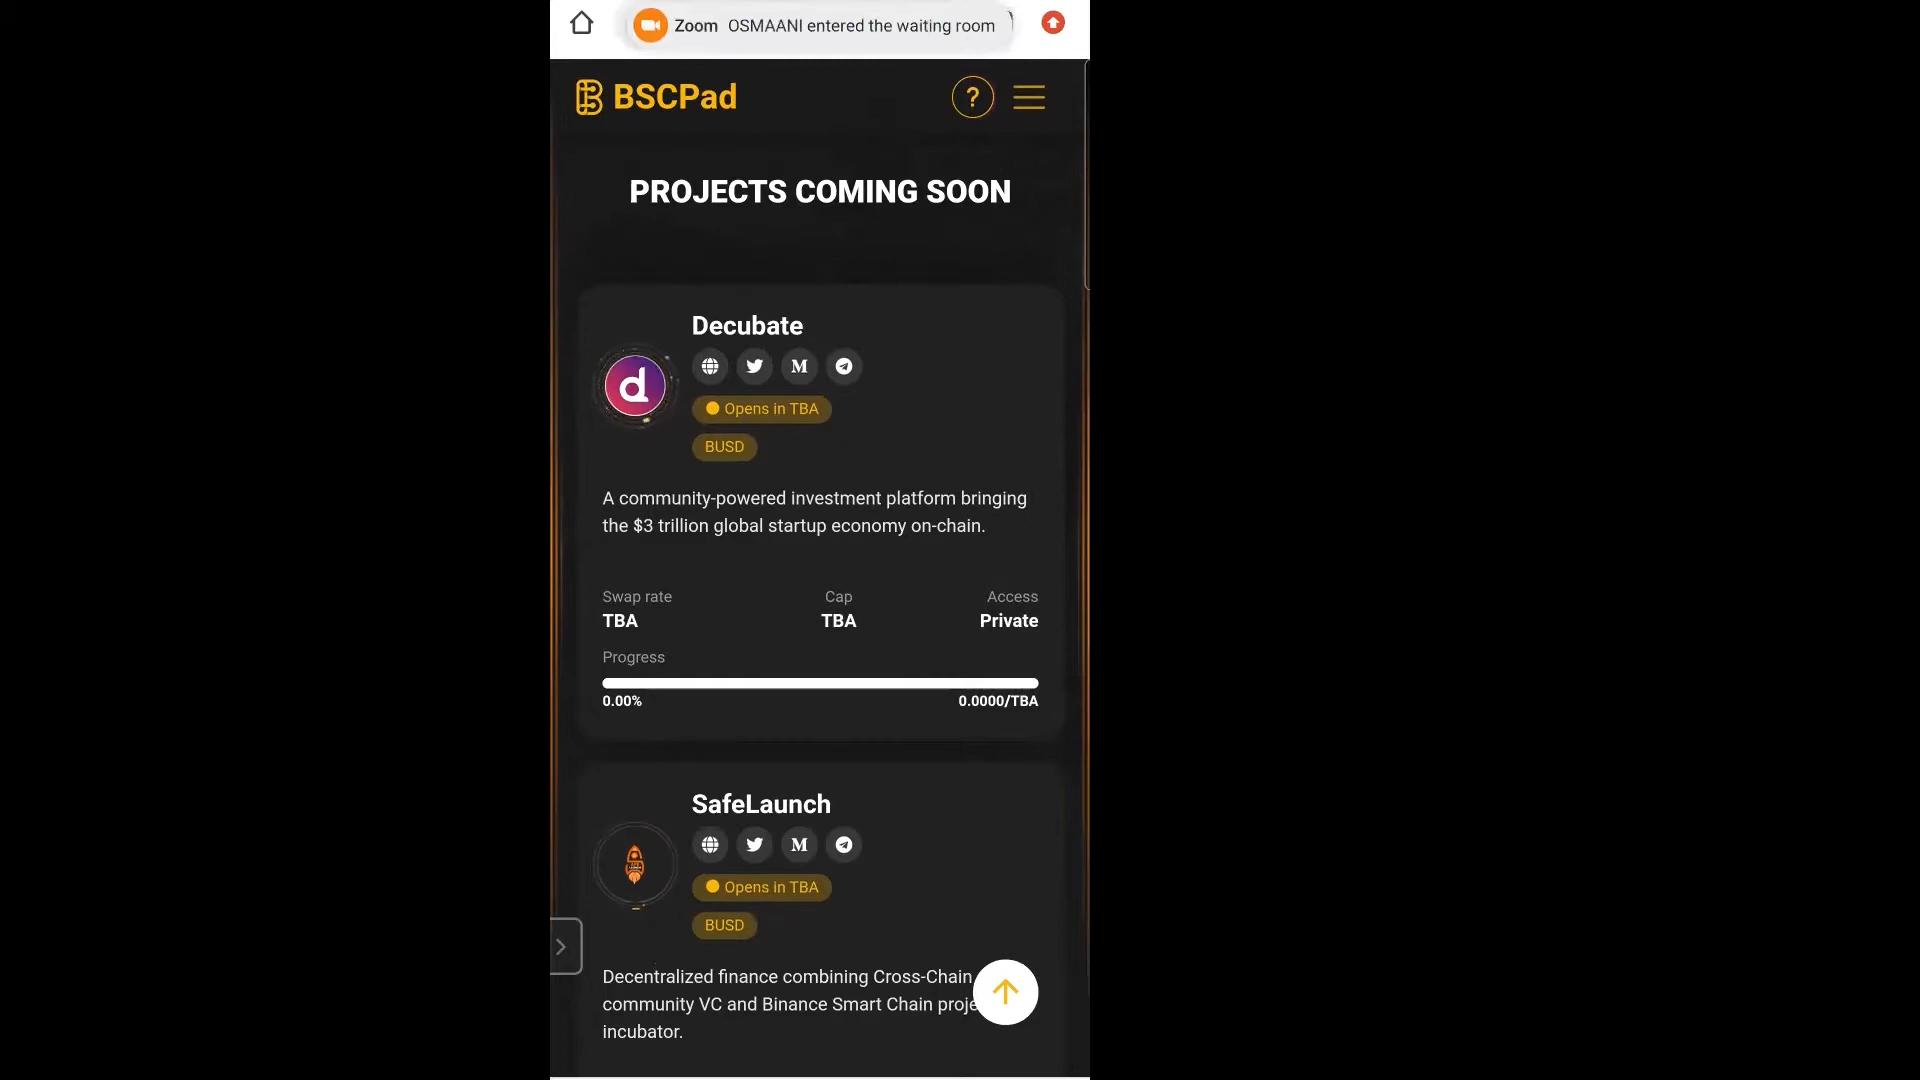 Zoom OSMAANI entered the waiting room
BSCPad ?
PROJECTS COMING SOON
Decubate
M
Opens in TBA
BUSD
A community-powered investment platform bringing
the $3 trillion global startup economy on-chain.
Swap rate Cap Access
TBA TBA Private
Progress
0.00% 0.0000/TBA
SafeLaunch
M
Opens in TBA
BUSD
Decentralized finance combining Cross-Chain
community VC and Binance Smart Chain proje
incubator.